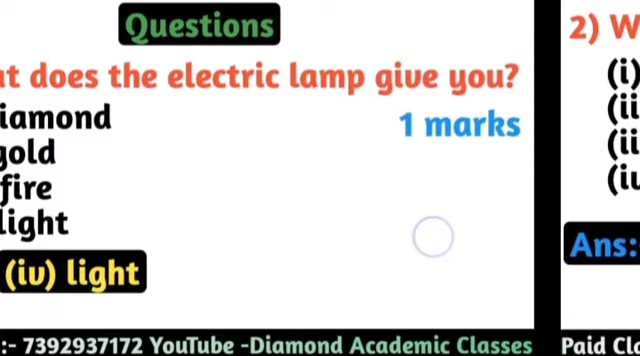 Questions
t does the electric lamp give you?
iamond
1 marks
gold
fire
light
(iv) light
:- 7392937172 YouTube -Diamond Academic Classes
2) W
(i)
(ii
(ii
(iv
Ans:
Paid Cl